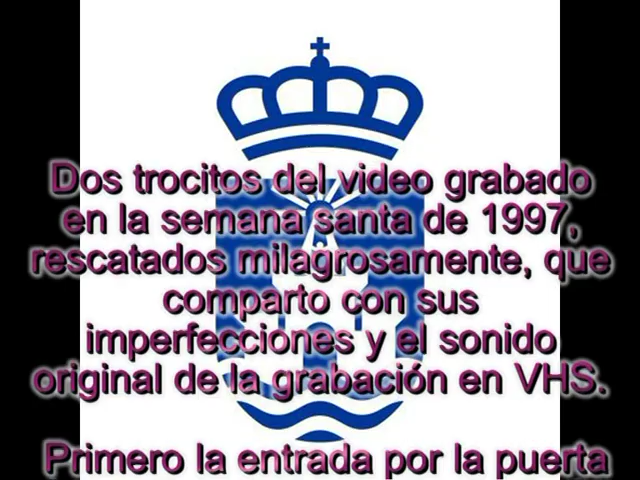 Dos trocitos del video grabado
en la semana santa de 1997,
rescatados milagrosamente, que
comparto con sus
imperfecciones y el sonido
original de la grabación en VHS.
Primero la entrada por la puerta